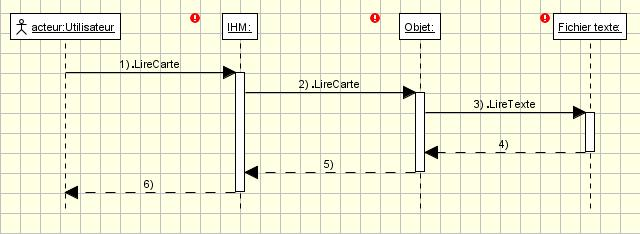 acteur:Utilisateur
IHM:
Objet:
Fichier texte:
1) .LireCarte
2) .LireCarte
3) .LireTexte
4)
5)
6)